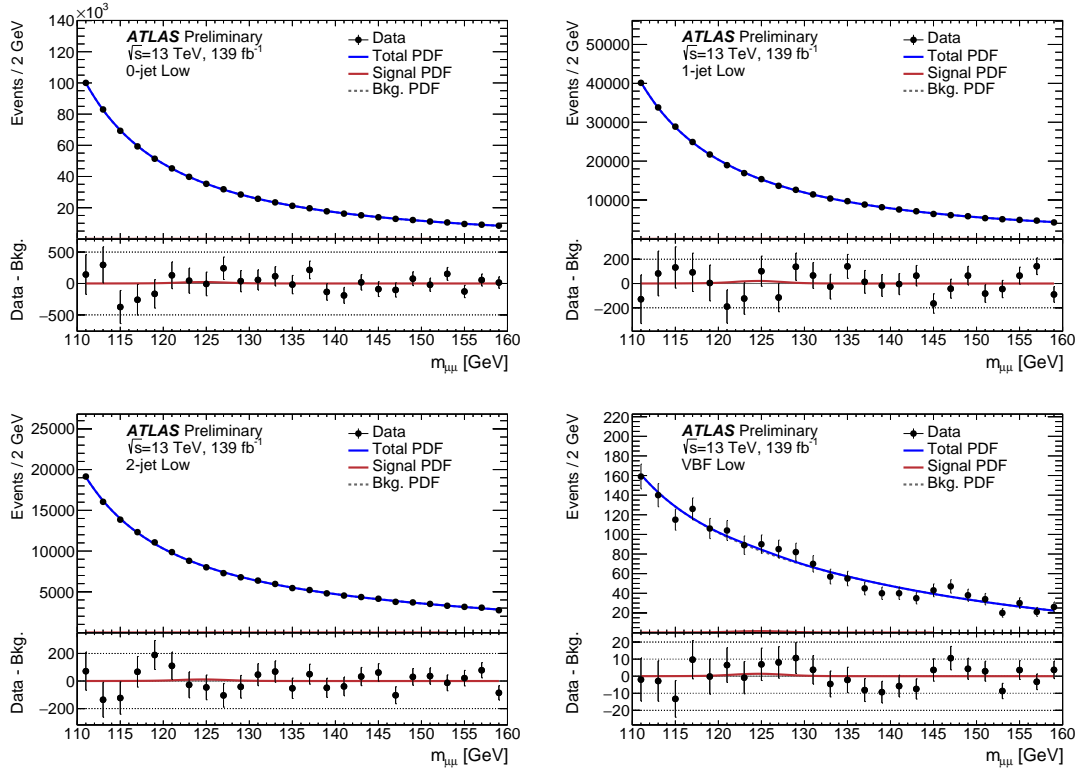 ×10³
140
120
100
80
60
40
20
Events / 2 GeV
ATLAS Preliminary
√s=13 TeV, 139 fb⁻¹
0-jet Low
Data
Total PDF
Signal PDF
Bkg. PDF
500
0
−500
Data - Bkg.
110 115 120 125 130 135 140 145 150 155 160
mμμ [GeV]
50000
40000
30000
20000
10000
Events / 2 GeV
ATLAS Preliminary
√s=13 TeV, 139 fb⁻¹
1-jet Low
Data
Total PDF
Signal PDF
Bkg. PDF
200
0
−200
Data - Bkg.
110 115 120 125 130 135 140 145 150 155 160
mμμ [GeV]
25000
20000
15000
10000
5000
Events / 2 GeV
ATLAS Preliminary
√s=13 TeV, 139 fb⁻¹
2-jet Low
Data
Total PDF
Signal PDF
Bkg. PDF
200
0
−200
Data - Bkg.
110 115 120 125 130 135 140 145 150 155 160
mμμ [GeV]
220
200
180
160
140
120
100
80
60
40
20
Events / 2 GeV
ATLAS Preliminary
√s=13 TeV, 139 fb⁻¹
VBF Low
Data
Total PDF
Signal PDF
Bkg. PDF
20
10
0
−10
−20
Data - Bkg.
110 115 120 125 130 135 140 145 150 155 160
mμμ [GeV]